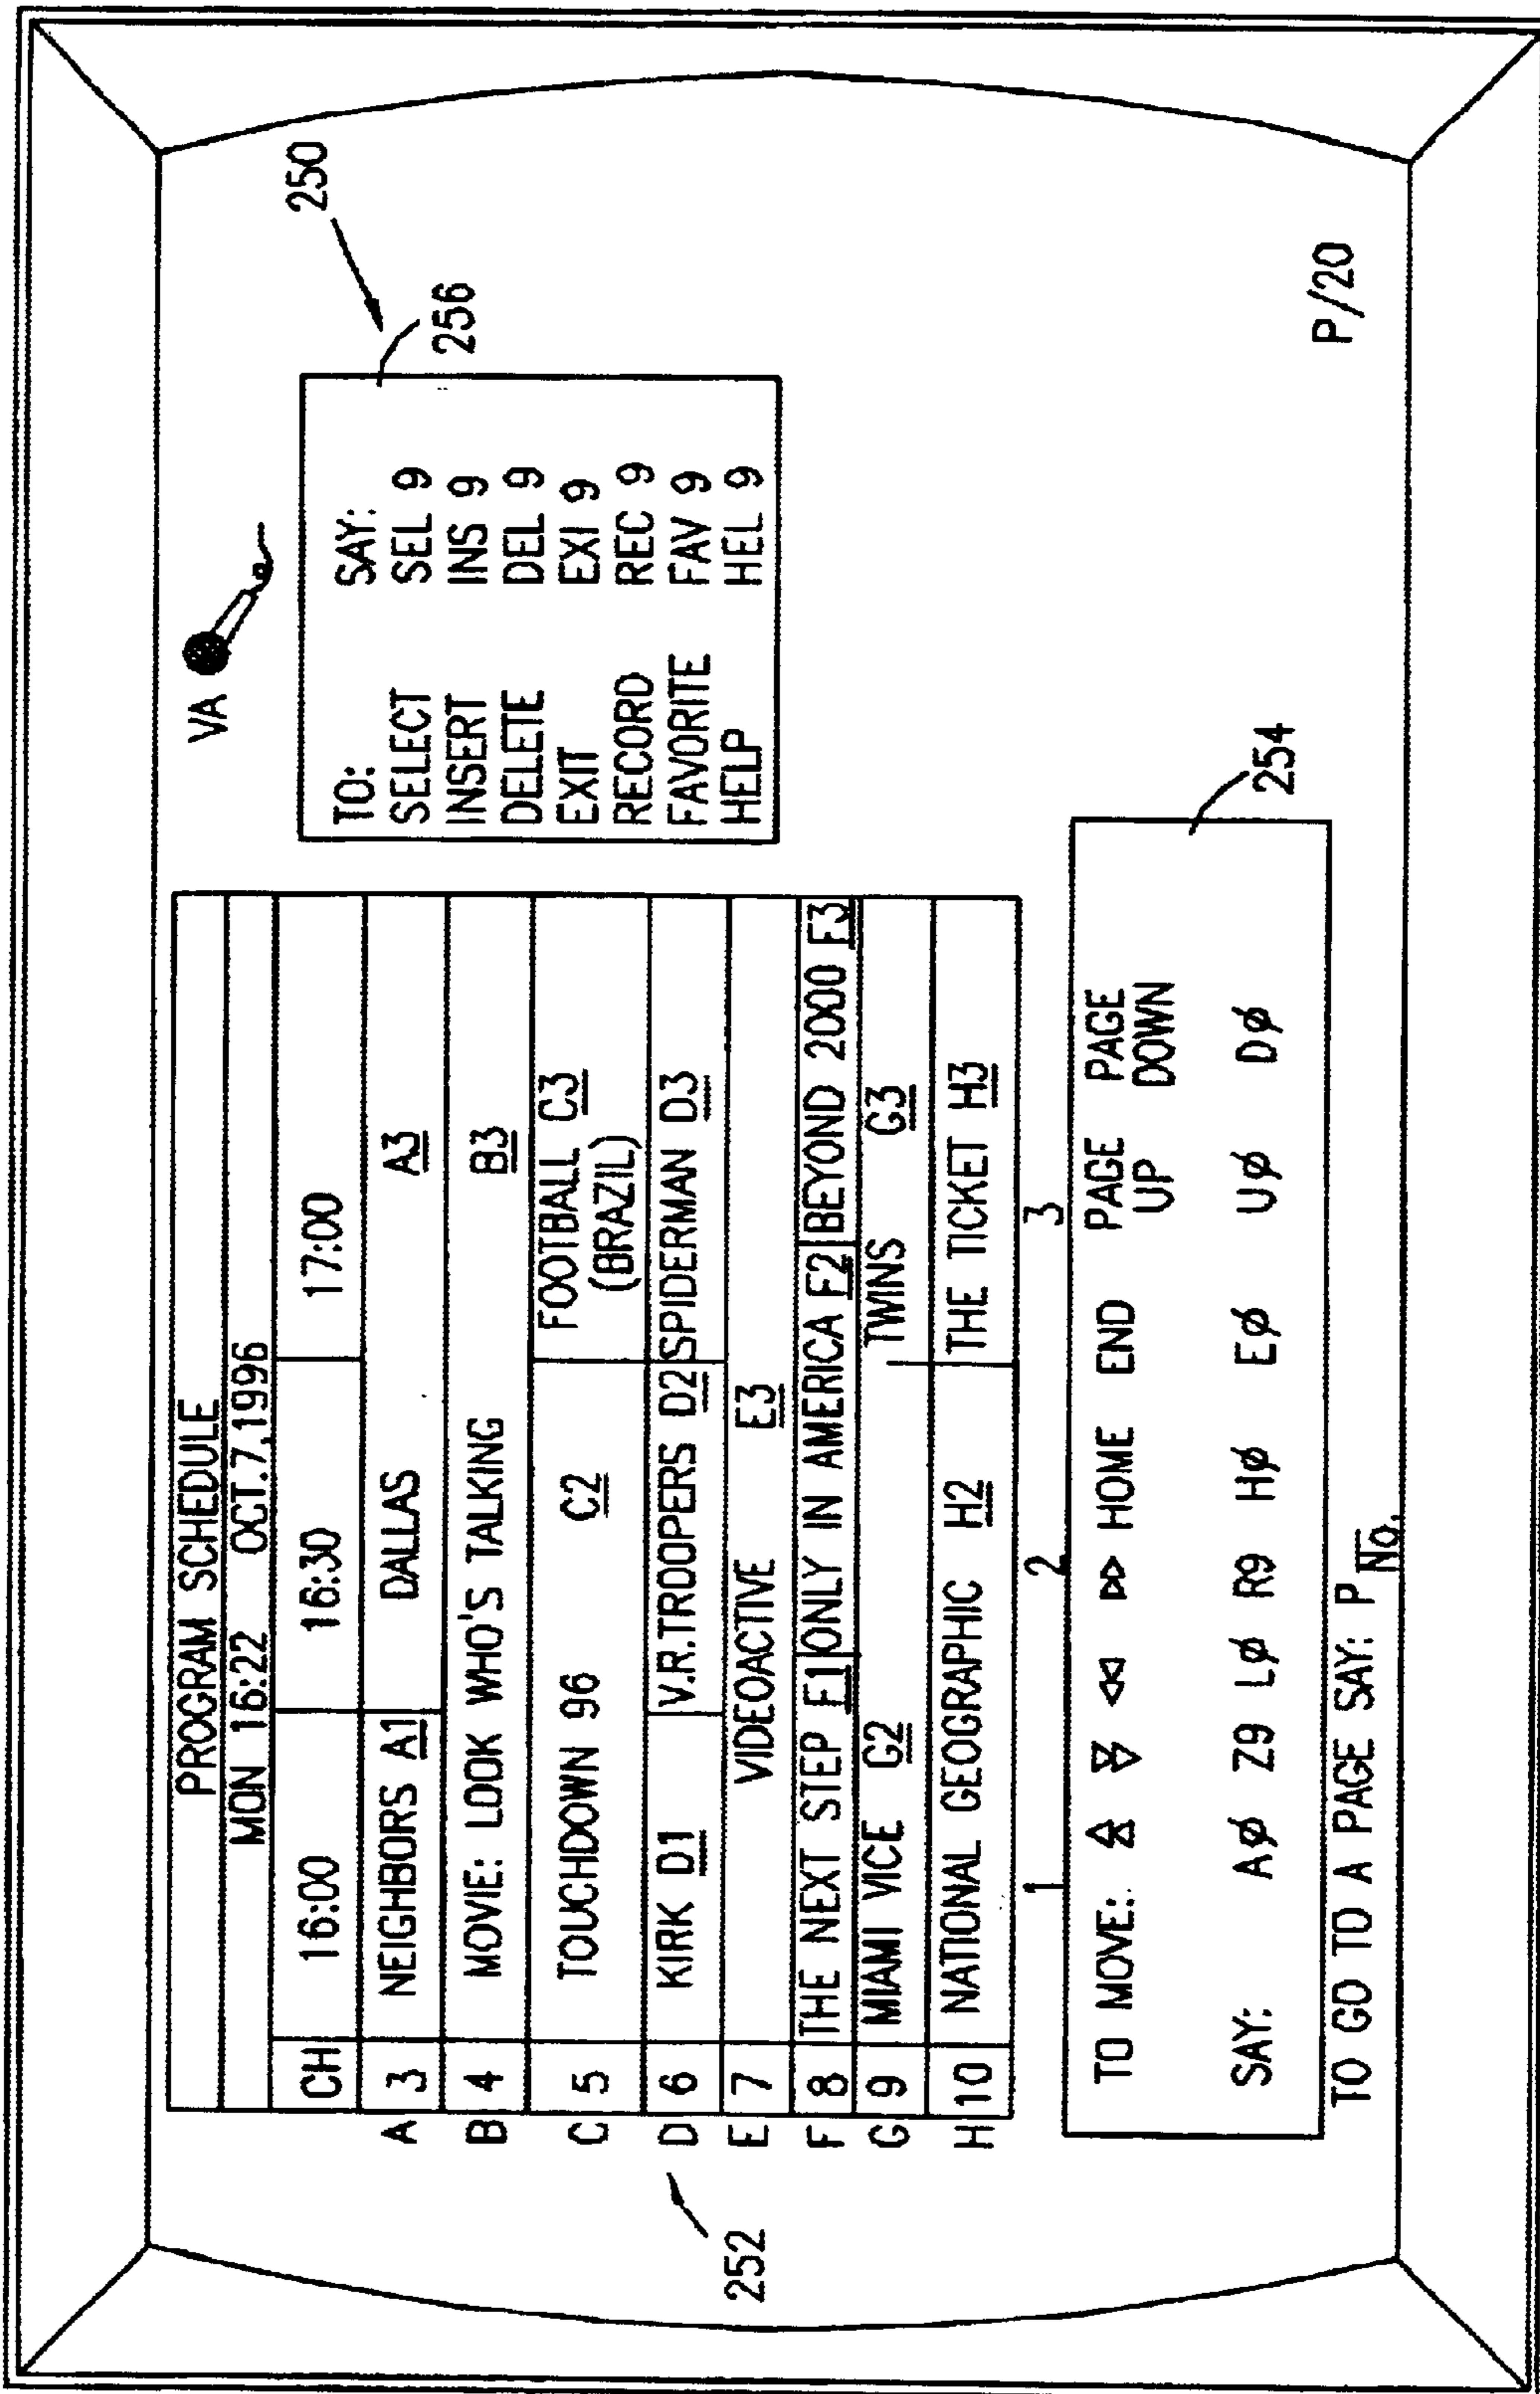 PROGRAM SCHEDULE
MON 16:22 OCT.7,1996
CH 16:00 16:30 17:00
A 3 NEIGHBORS A1 DALLAS A3
B 4 MOVIE: LOOK WHO'S TALKING B3
C 5 TOUCHDOWN 96 C2 FOOTBALL C3
(BRAZIL)
D 6 KIRK D1 V.R.TROOPERS D2 SPIDERMAN D3
E 7 VIDEOACTIVE E3
F 8 THE NEXT STEP F1 ONLY IN AMERICA F2 BEYOND 2000 F3
G 9 MIAMI VICE G2 TWINS G3
H 10 NATIONAL GEOGRAPHIC H2 THE TICKET H3
1 2 3
252
VA
250
256
TO: SAY:
SELECT SEL 9
INSERT INS 9
DELETE DEL 9
EXIT EXI 9
RECORD REC 9
FAVORITE FAV 9
HELP HEL 9
TO MOVE: HOME END PAGE PAGE
UP DOWN
SAY: AØ Z9 LØ R9 HØ EØ UØ DØ
254
TO GO TO A PAGE SAY: P No.
P/20